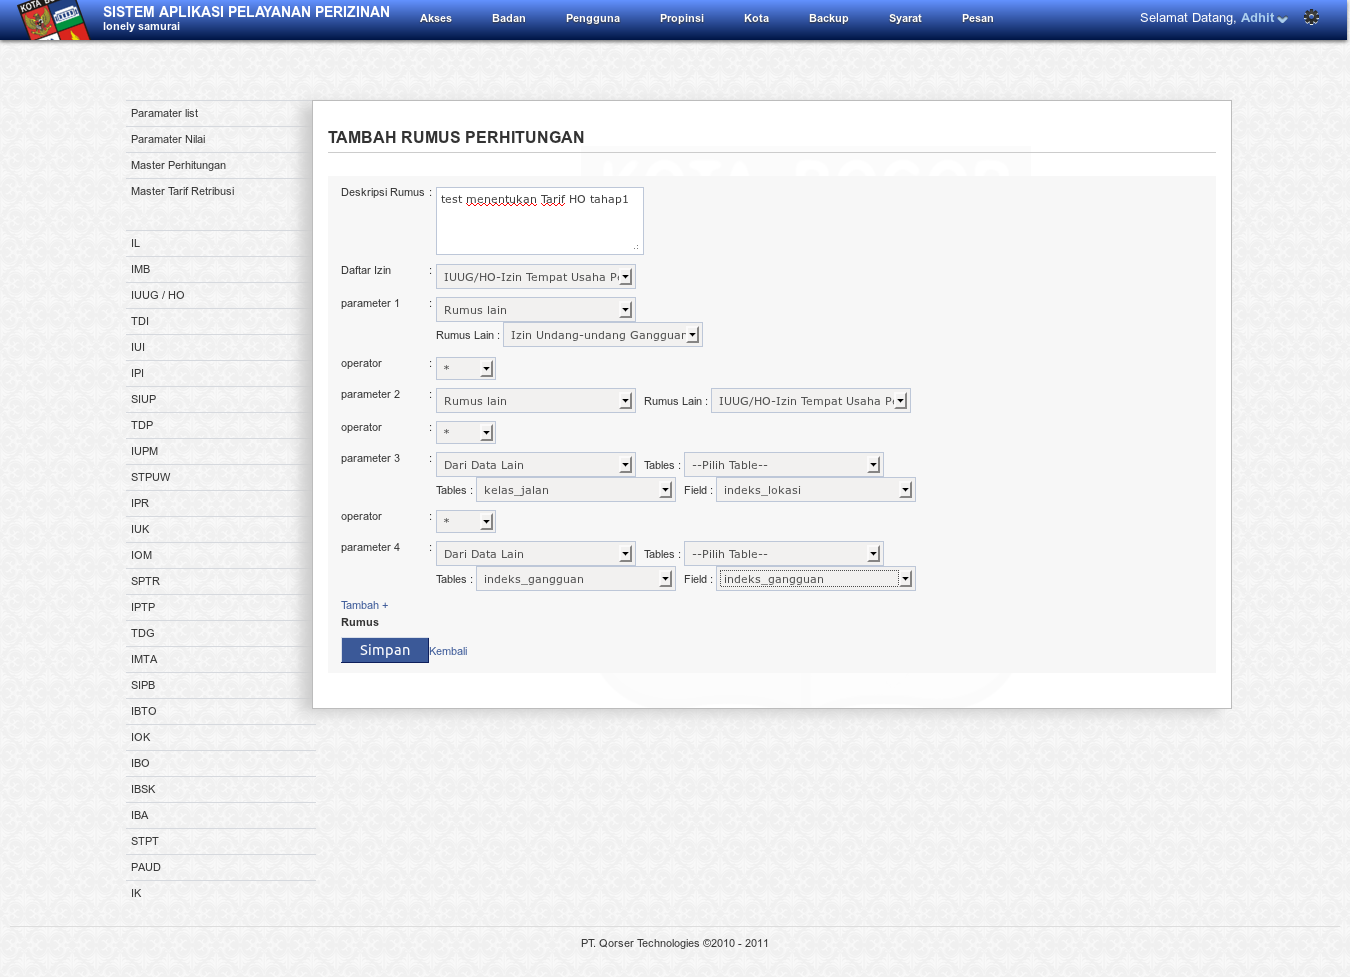 SISTEM APLIKASI PELAYANAN PERIZINAN
lonely samurai
Akses Badan Pengguna Propinsi Kota Backup Syarat Pesan
Selamat Datang, Adhit
Paramater list
Paramater Nilai
Master Perhitungan
Master Tarif Retribusi
IL
IMB
IUUG / HO
TDI
IUI
IPI
SIUP
TDP
IUPM
STPUW
IPR
IUK
IOM
SPTR
IPTP
TDG
IMTA
SIPB
IBTO
IOK
IBO
IBSK
IBA
STPT
PAUD
IK
TAMBAH RUMUS PERHITUNGAN
Deskripsi Rumus : test menentukan Tarif HO tahap1
Daftar Izin : IUUG/HO-Izin Tempat Usaha
parameter 1 : Rumus lain
Rumus Lain : Izin Undang-undang Gangguan
operator : *
parameter 2 : Rumus lain Rumus Lain : IUUG/HO-Izin Tempat Usaha
operator : *
parameter 3 : Dari Data Lain Tables : --Pilih Table--
Tables : kelas_jalan Field : indeks_lokasi
operator : *
parameter 4 : Dari Data Lain Tables : --Pilih Table--
Tables : indeks_gangguan Field : indeks_gangguan
Tambah +
Rumus
Simpan Kembali
PT. Qorser Technologies ©2010 - 2011